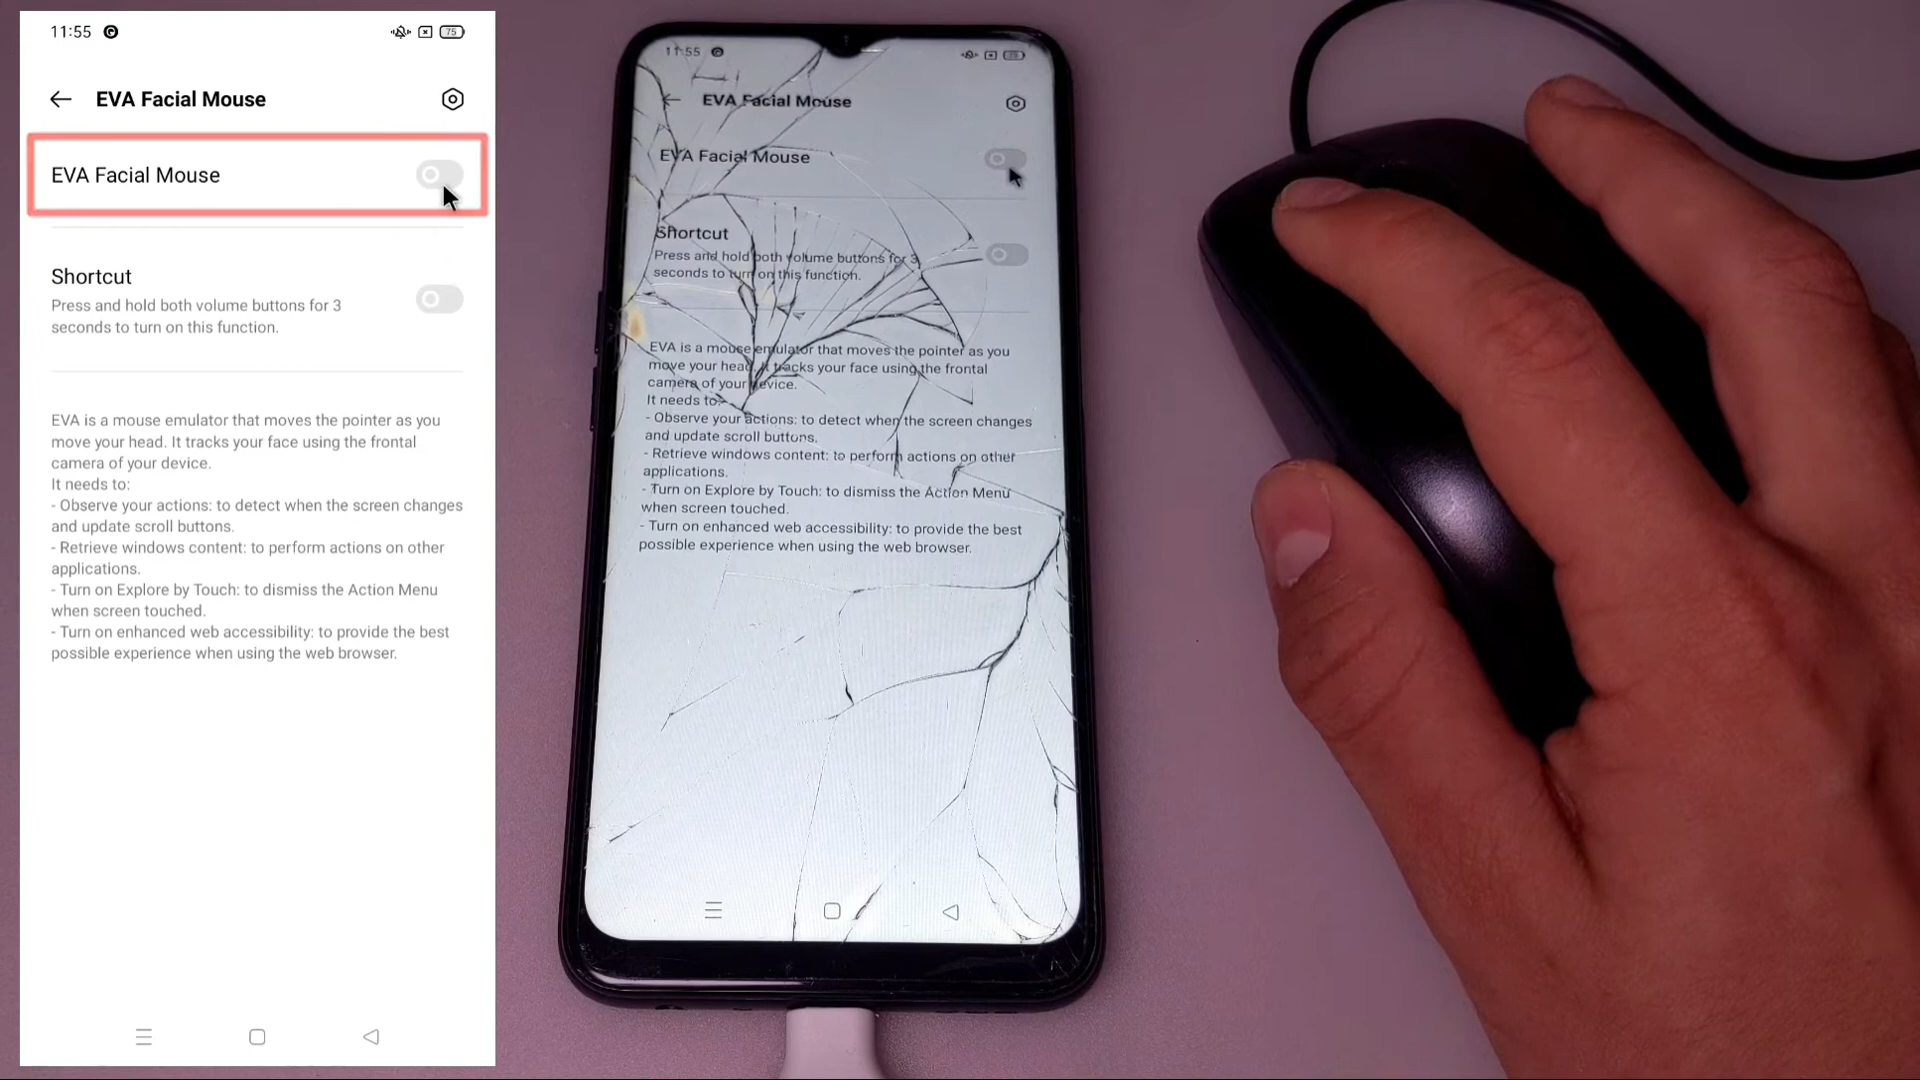 11:55
75
EVA Facial Mouse
EVA Facial Mouse
Shortcut
Press and hold both volume buttons for 3
seconds to turn on this function.
EVA is a mouse emulator that moves the pointer as you
move your head. It tracks your face using the frontal
camera of your device.
It needs to:
- Observe your actions: to detect when the screen changes
and update scroll buttons.
- Retrieve windows content: to perform actions on other
applications.
- Turn on Explore by Touch: to dismiss the Action Menu
when screen touched.
- Turn on enhanced web accessibility: to provide the best
possible experience when using the web browser.
11:55
EVA Facial Mouse
EVA Facial Mouse
Shortcut
Press and hold both volume buttons for 3
seconds to turn on this function.
EVA is a mouse emulator that moves the pointer as you
move your head. It tracks your face using the frontal
camera of your device.
It needs to:
- Observe your actions: to detect when the screen changes
and update scroll buttons.
- Retrieve windows content: to perform actions on other
applications.
- Turn on Explore by Touch: to dismiss the Action Menu
when screen touched.
- Turn on enhanced web accessibility: to provide the best
possible experience when using the web browser.